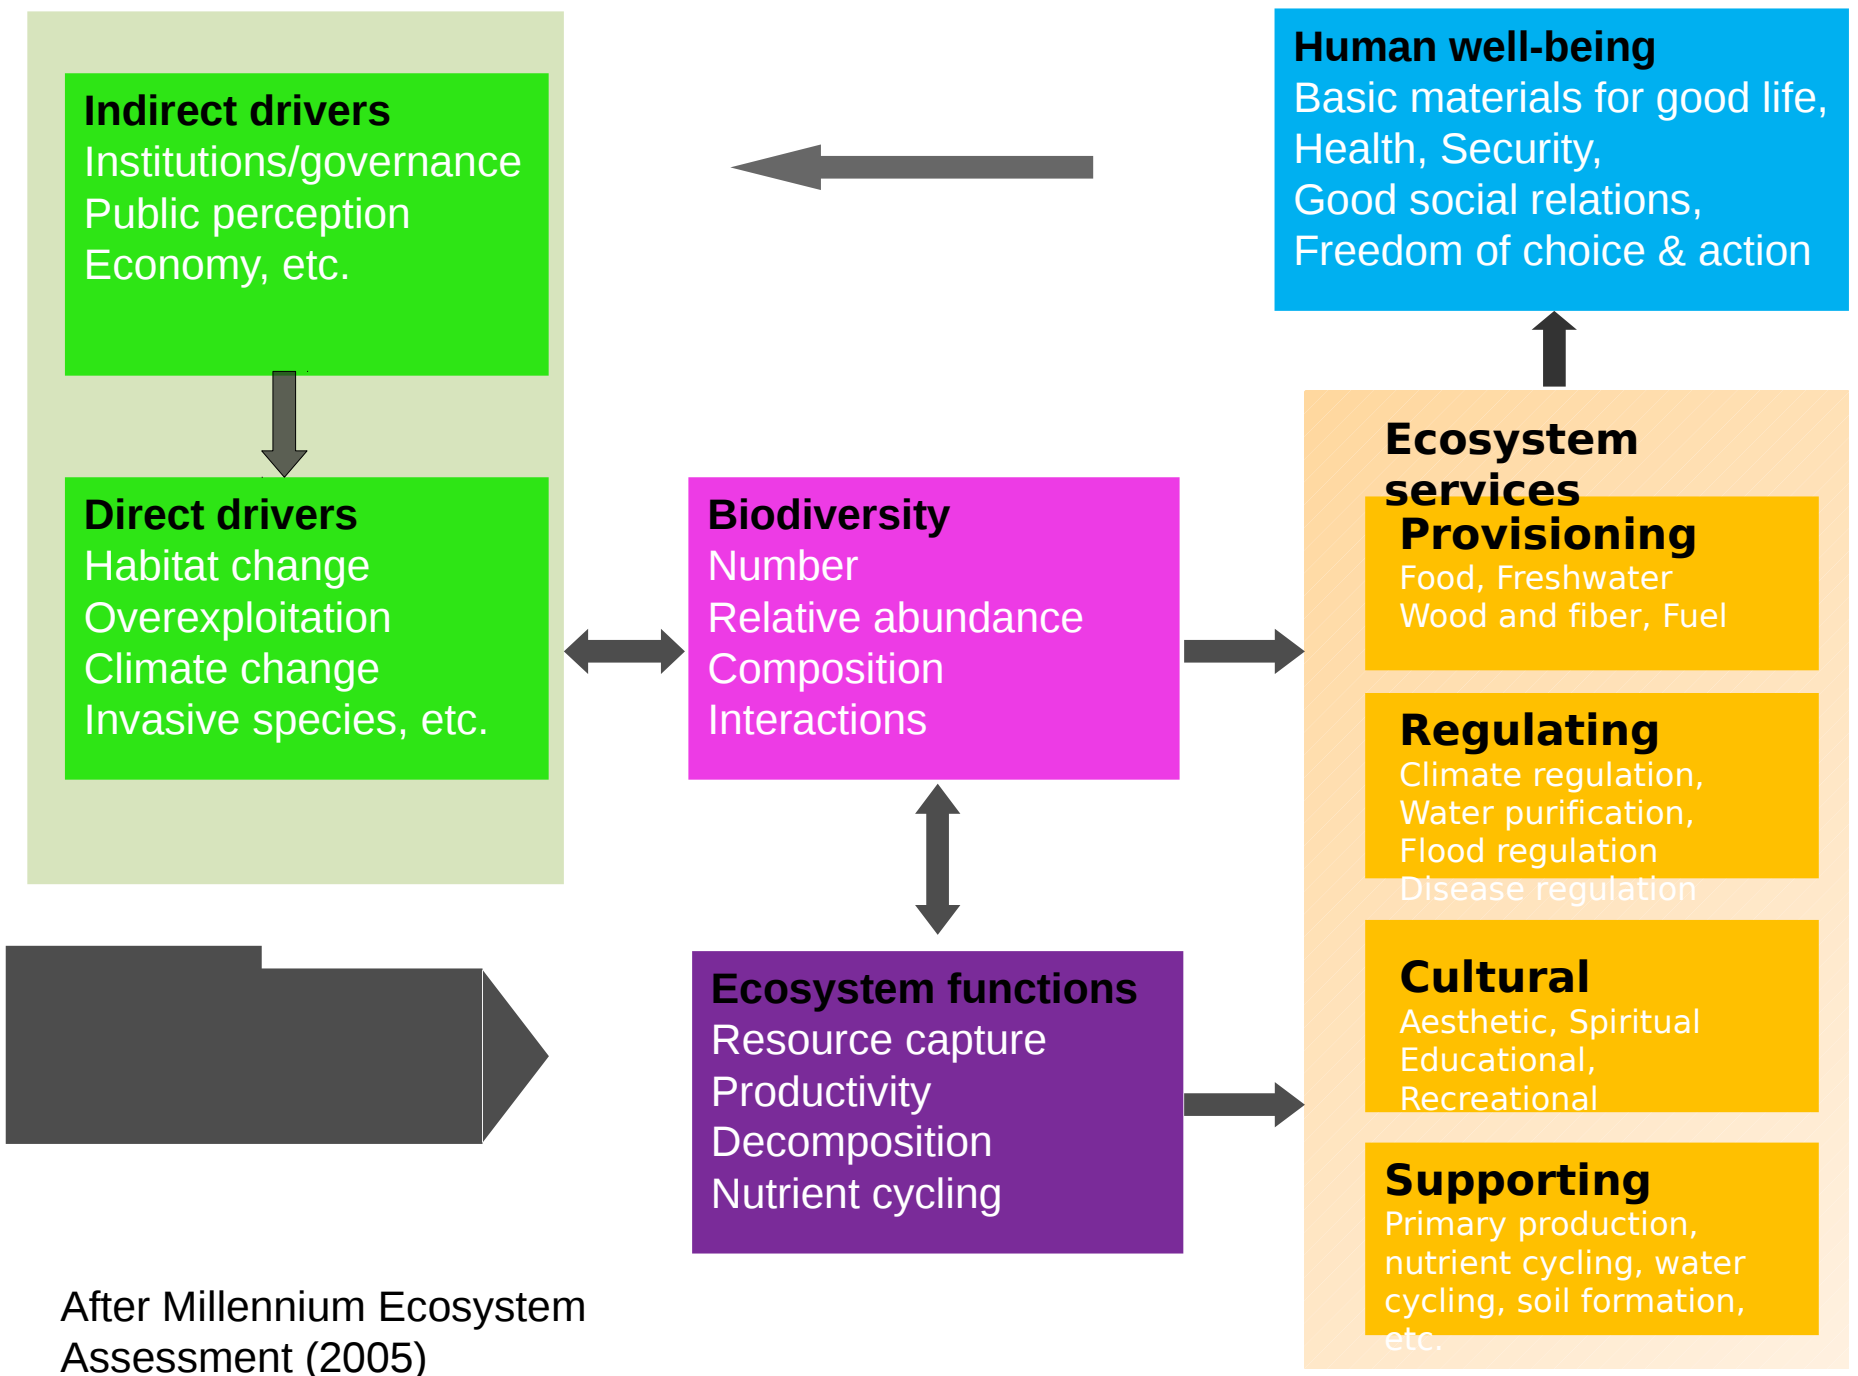 Indirect drivers
Institutions/governance
Public perception
Economy, etc.
Human well-being
Basic materials for good life,
Health, Security,
Good social relations,
Freedom of choice & action
Direct drivers
Habitat change
Overexploitation
Climate change
Invasive species, etc.
Biodiversity
Number
Relative abundance
Composition
Interactions
Ecosystem functions
Resource capture
Productivity
Decomposition
Nutrient cycling
Ecosystem
services
Provisioning
Food, Freshwater
Wood and fiber, Fuel
Regulating
Climate regulation,
Water purification,
Flood regulation
Disease regulation
Cultural
Aesthetic, Spiritual
Educational,
Recreational
Supporting
Primary production,
nutrient cycling, water
cycling, soil formation,
etc.
After Millennium Ecosystem
Assessment (2005)